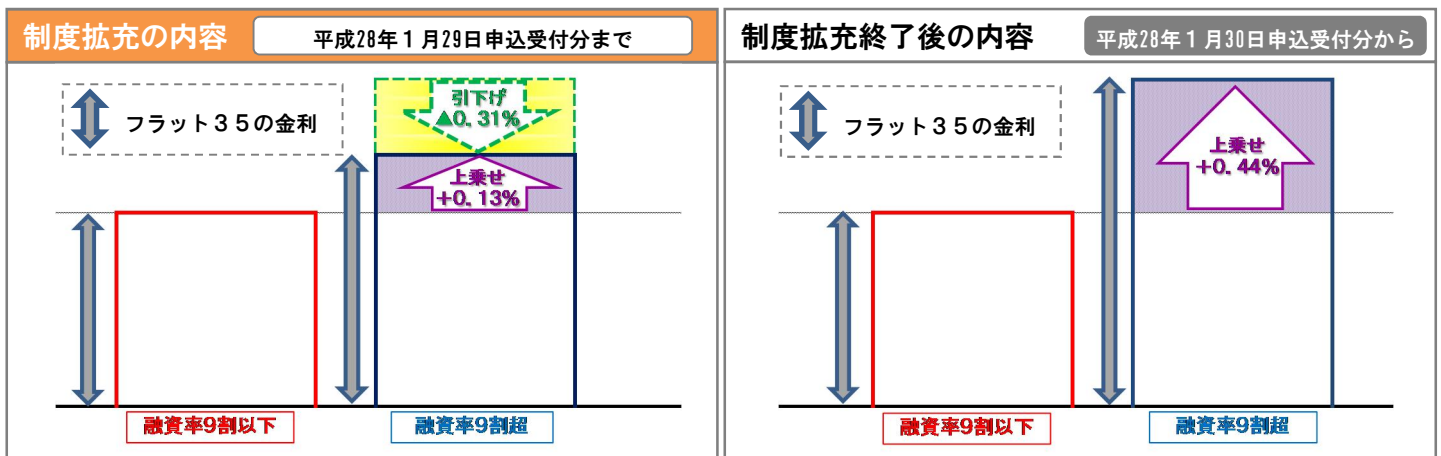 制度拡充の内容
平成28年１月29日申込受付分まで
フラット３５の金利
引下げ
▲0.31%
上乗せ
+0.13%
融資率9割以下
融資率9割超
制度拡充終了後の内容
平成28年１月30日申込受付分から
フラット３５の金利
上乗せ
+0.44%
融資率9割以下
融資率9割超